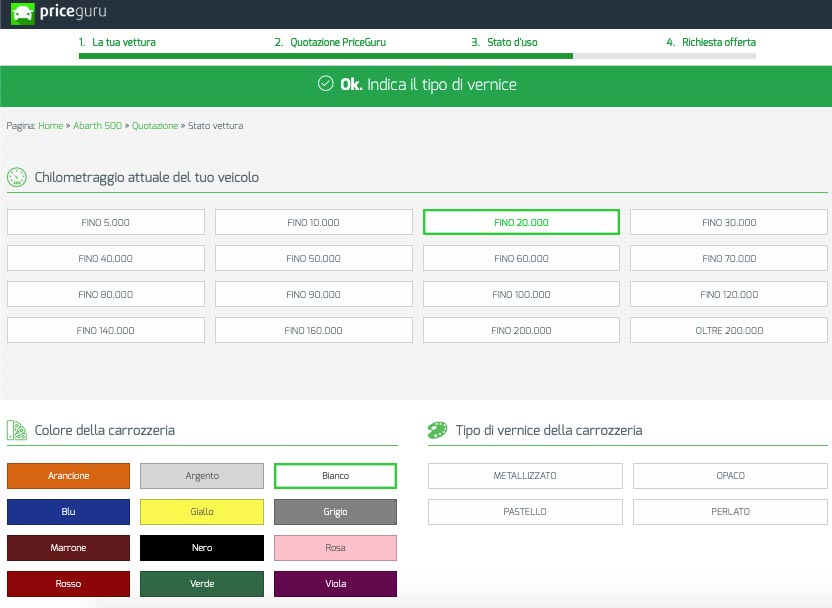 priceguru
1. La tua vettura 2. Quotazione PriceGuru 3. Stato d'uso 4. Richiesta offerta
Ok. Indica il tipo di vernice
Pagina: Home » Abarth 500 » Quotazione » Stato vettura
Chilometraggio attuale del tuo veicolo
FINO 5.000 FINO 10.000 FINO 20.000 FINO 30.000
FINO 40.000 FINO 50.000 FINO 60.000 FINO 70.000
FINO 80.000 FINO 90.000 FINO 100.000 FINO 120.000
FINO 140.000 FINO 160.000 FINO 200.000 OLTRE 200.000
Colore della carrozzeria
Arancione Argento Bianco
Blu Giallo Grigio
Marrone Nero Rosa
Rosso Verde Viola
Tipo di vernice della carrozzeria
METALLIZZATO OPACO
PASTELLO PERLATO